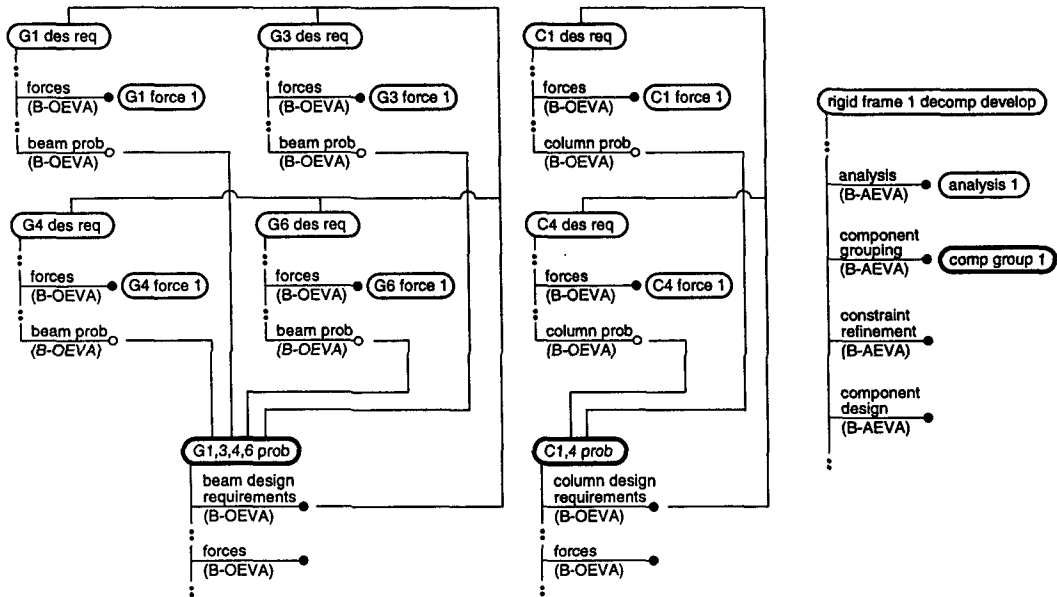 G1 des req
forces
(B-OEVA)
G1 force 1
beam prob
(B-OEVA)
G3 des req
forces
(B-OEVA)
G3 force 1
beam prob
(B-OEVA)
G4 des req
forces
(B-OEVA)
G4 force 1
beam prob
(B-OEVA)
G6 des req
forces
(B-OEVA)
G6 force 1
beam prob
(B-OEVA)
G1,3,4,6 prob
beam design
requirements
(B-OEVA)
forces
(B-OEVA)
C1 des req
forces
(B-OEVA)
C1 force 1
column prob
(B-OEVA)
C4 des req
forces
(B-OEVA)
C4 force 1
column prob
(B-OEVA)
C1,4 prob
column design
requirements
(B-OEVA)
forces
(B-OEVA)
rigid frame 1 decomp develop
analysis
(B-AEVA)
analysis 1
component
grouping
(B-AEVA)
comp group 1
constraint
refinement
(B-AEVA)
component
design
(B-AEVA)